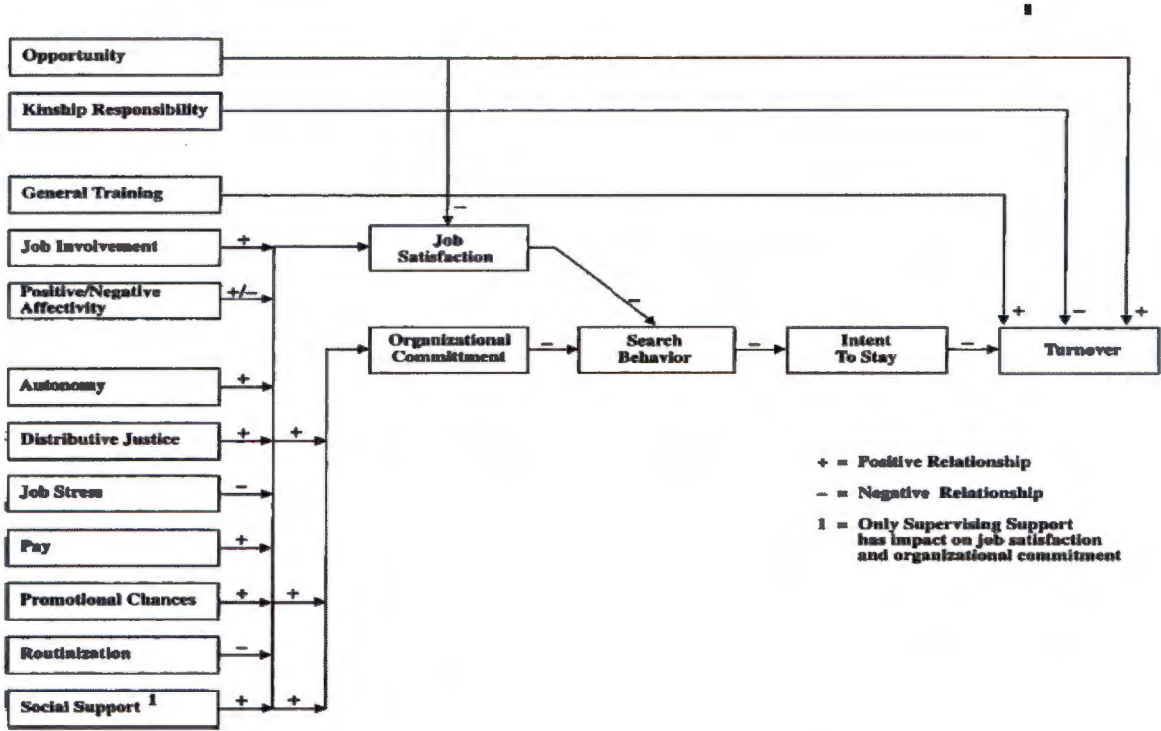 Opportunity
Kinship Responsibility
General Training
Job Involvement
Positive/Negative
Affectivity
Autonomy
Distributive Justice
Job Stress
Pay
Promotional Chances
Routinization
Social Support 1
+
+/−
+
+
−
+
+
−
+
+
+
+
−
Job
Satisfaction
−
Organizational
Committment
−
Search
Behavior
−
Intent
To Stay
−
+
−
+
Turnover
+ = Positive Relationship
− = Negative Relationship
1 = Only Supervising Support
has impact on job satisfaction
and organizational commitment